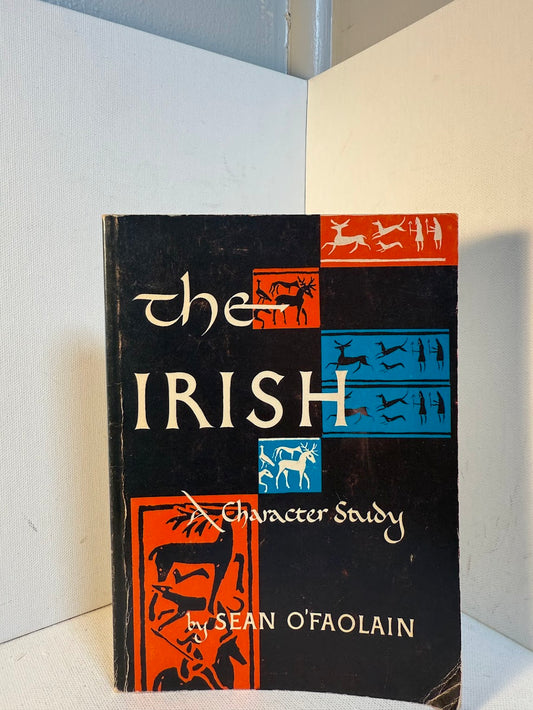 the
IRISH
A Character Study
by SEAN O'FAOLAIN